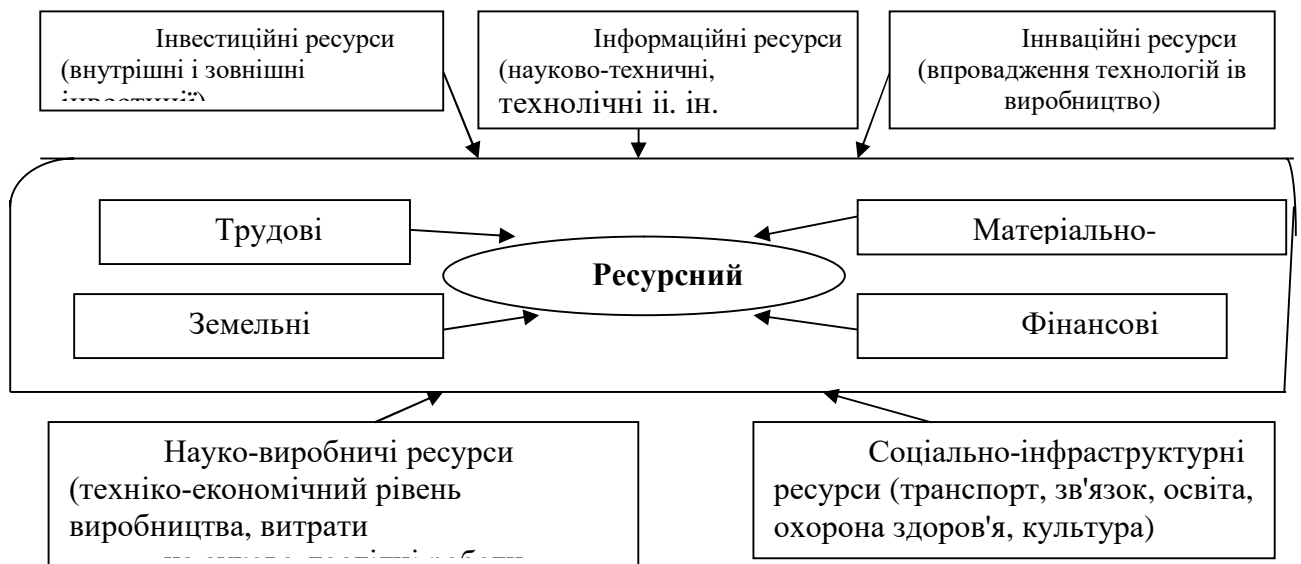 Інвестиційні ресурси
(внутрішні і зовнішні
Інформаційні ресурси
(науково-техничні,
технолічні іі. ін.
Іннваційні ресурси
(впровадження технологій ів
виробництво)
Трудові
Матеріально-
Ресурсний
Земельні
Фінансові
Науко-виробничі ресурси
(техніко-економічний рівень
виробництва, витрати
Соціально-інфраструктурні
ресурси (транспорт, зв'язок, освіта,
охорона здоров'я, культура)